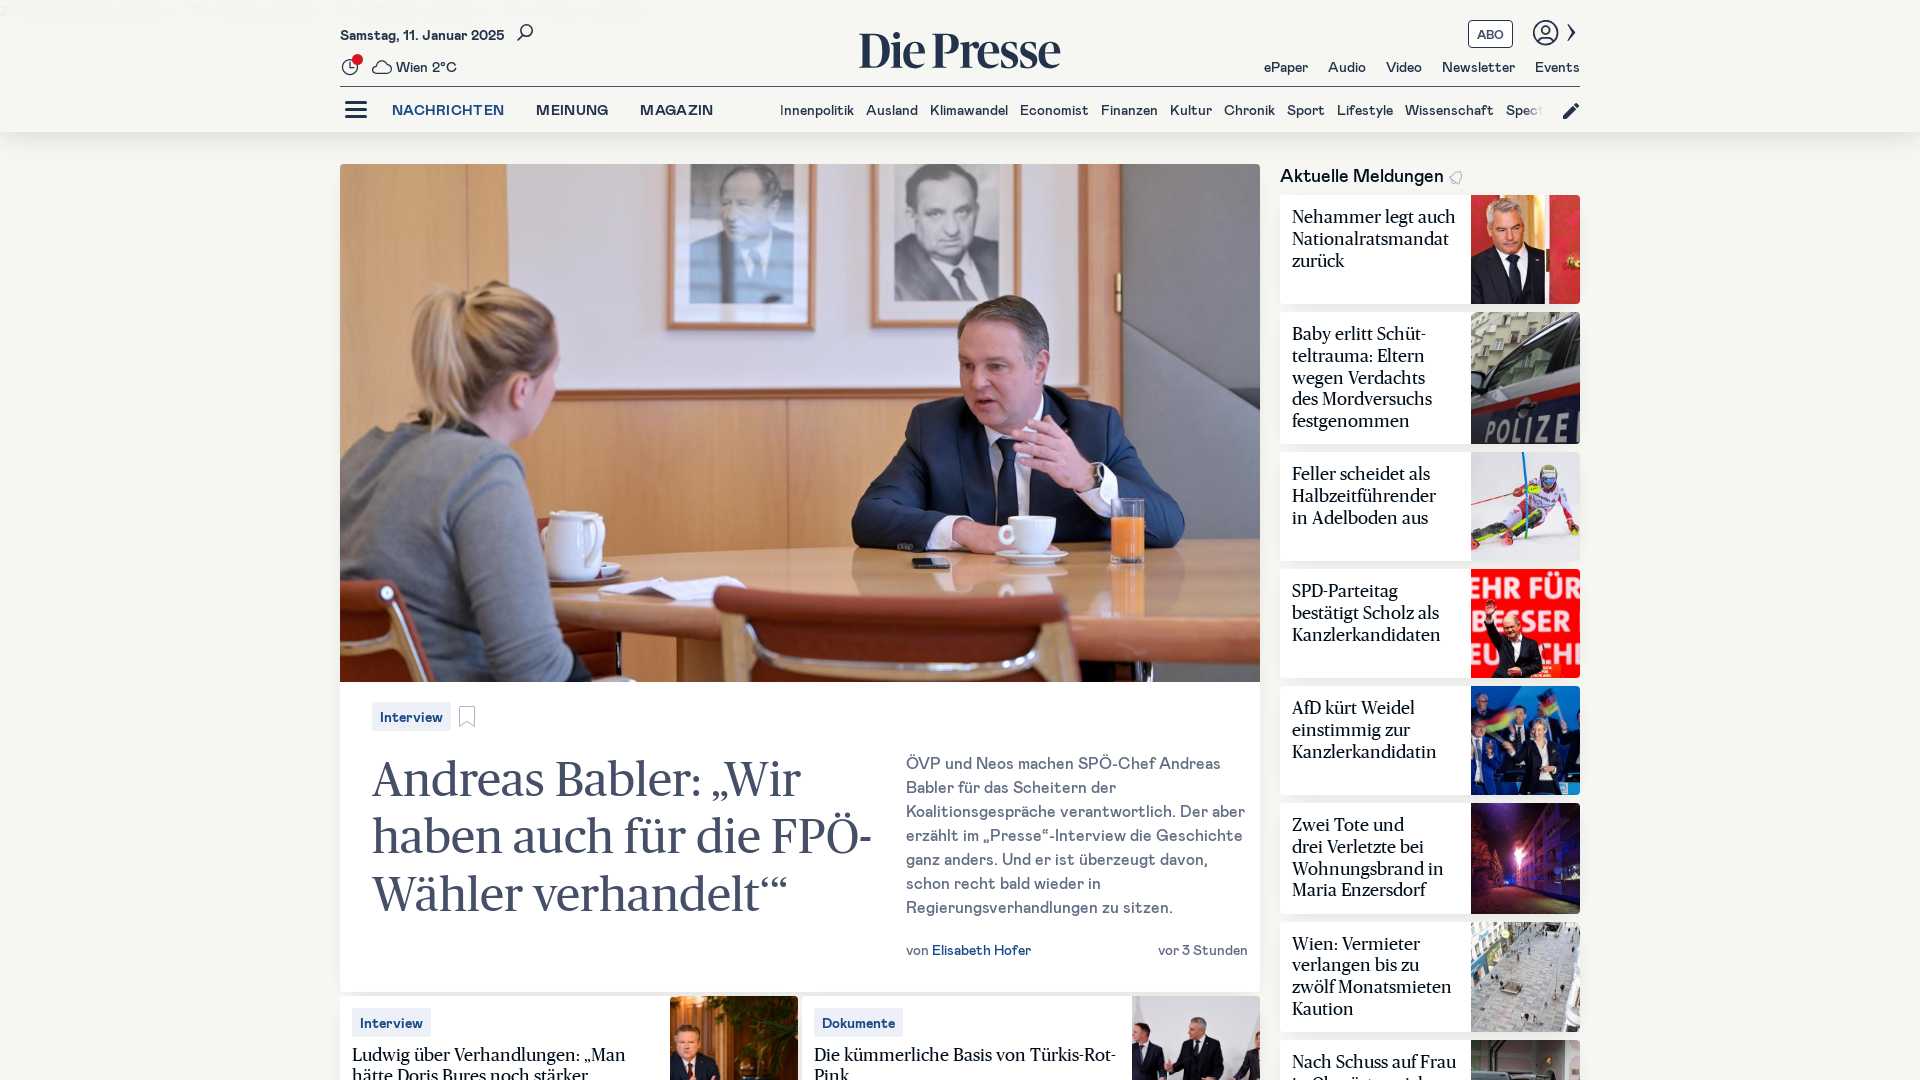 Samstag, 11. Januar 2025
Wien 2°C
Die Presse
ABO
ePaper Audio Video Newsletter Events
NACHRICHTEN MEINUNG MAGAZIN
Innenpolitik Ausland Klimawandel Economist Finanzen Kultur Chronik Sport Lifestyle Wissenschaft
Interview
Andreas Babler: „Wir
haben auch für die FPÖ-
Wähler verhandelt‘“
ÖVP und Neos machen SPÖ-Chef Andreas
Babler für das Scheitern der
Koalitionsgespräche verantwortlich. Der aber
erzählt im „Presse“-Interview die Geschichte
ganz anders. Und er ist überzeugt davon,
schon recht bald wieder in
Regierungsverhandlungen zu sitzen.
von Elisabeth Hofer
vor 3 Stunden
Interview
Ludwig über Verhandlungen: „Man
hätte Doris Bures noch stärker
Dokumente
Die kümmerliche Basis von Türkis-Rot-
Pink
Aktuelle Meldungen
Nehammer legt auch
Nationalratsmandat
zurück
Baby erlitt Schüt-
teltrauma: Eltern
wegen Verdachts
des Mordversuchs
festgenommen
POLIZE
Feller scheidet als
Halbzeitführender
in Adelboden aus
SPD-Parteitag
bestätigt Scholz als
Kanzlerkandidaten
EHR FÜR
BESSER
AfD kürt Weidel
einstimmig zur
Kanzlerkandidatin
Zwei Tote und
drei Verletzte bei
Wohnungsbrand in
Maria Enzersdorf
Wien: Vermieter
verlangen bis zu
zwölf Monatsmieten
Kaution
Nach Schuss auf Frau